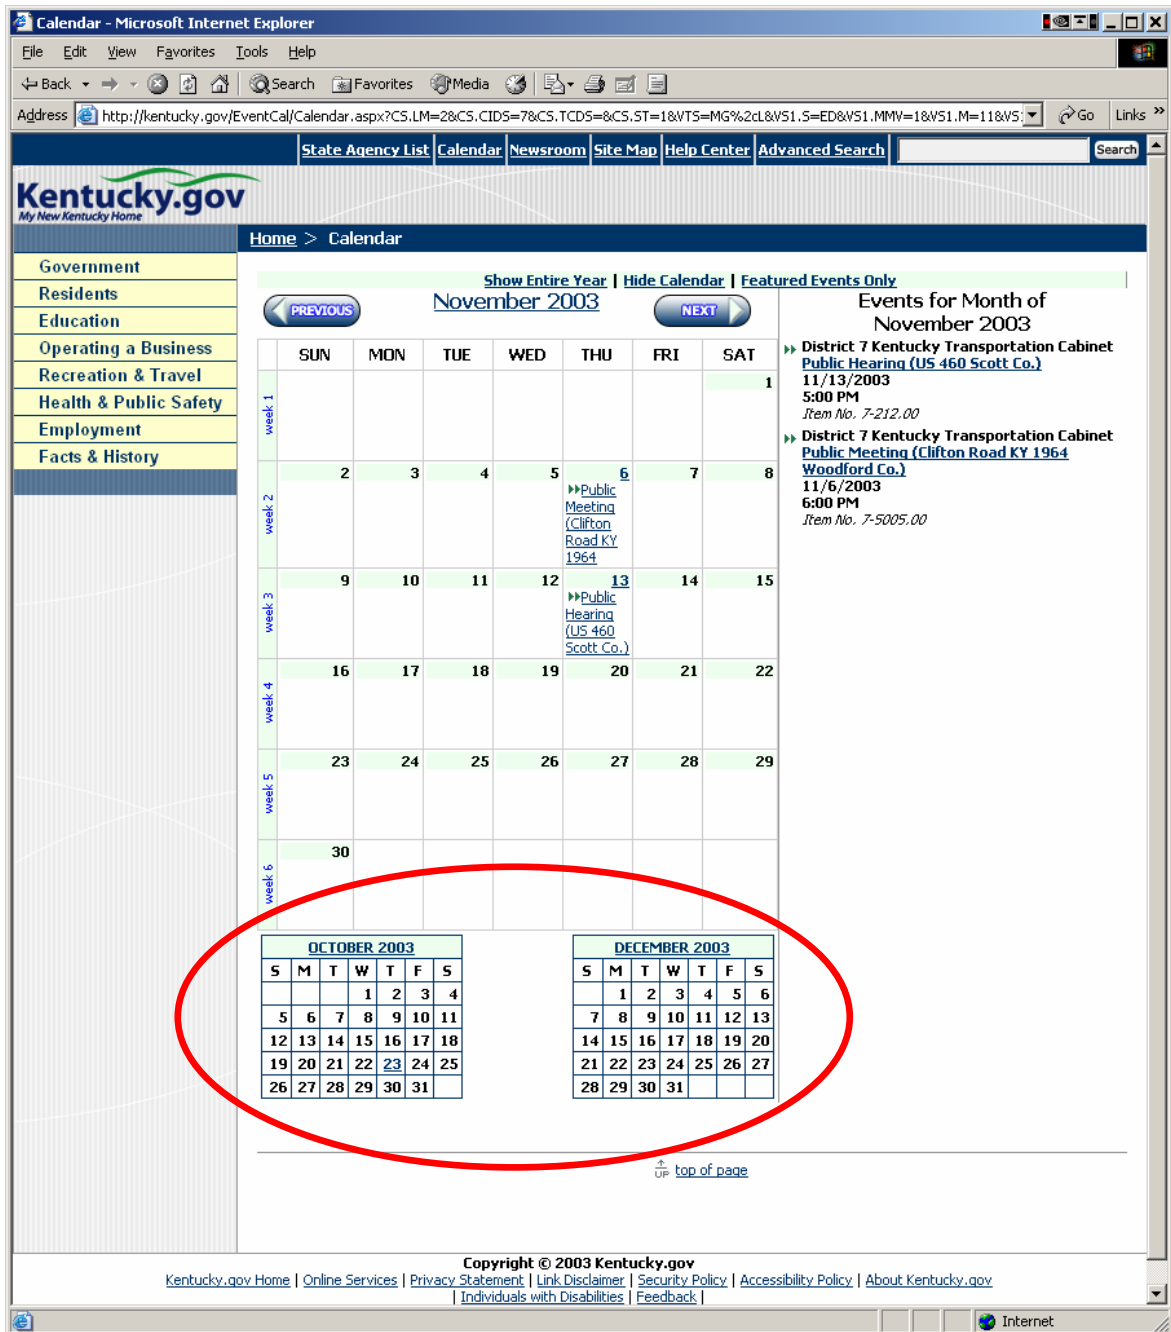 Calendar - Microsoft Internet Explorer
File Edit View Favorites Tools Help
Back Search Favorites Media
Address http://kentucky.gov/EventCal/Calendar.aspx?CS.LM=2&CS.CIDS=7&CS.TCDS=&CS.ST=1&VTS=MG%2cL&VS1.S=ED&VS1.MMV=1&VS1.M=11&VS: Go Links »
State Agency List Calendar Newsroom Site Map Help Center Advanced Search Search
Kentucky.gov
My New Kentucky Home
Home > Calendar
Government
Residents
Education
Operating a Business
Recreation & Travel
Health & Public Safety
Employment
Facts & History
Show Entire Year | Hide Calendar | Featured Events Only
PREVIOUS November 2003 NEXT
SUN MON TUE WED THU FRI SAT
week 1
1
week 2
2 3 4 5 6 7 8
Public
Meeting
(Clifton
Road KY
1964
week 3
9 10 11 12 13 14 15
Public
Hearing
(US 460
Scott Co.)
week 4
16 17 18 19 20 21 22
week 5
23 24 25 26 27 28 29
week 6
30
Events for Month of
November 2003
District 7 Kentucky Transportation Cabinet
Public Hearing (US 460 Scott Co.)
11/13/2003
5:00 PM
Item No. 7-212.00
District 7 Kentucky Transportation Cabinet
Public Meeting (Clifton Road KY 1964
Woodford Co.)
11/6/2003
6:00 PM
Item No. 7-5005.00
OCTOBER 2003
S M T W T F S
1 2 3 4
5 6 7 8 9 10 11
12 13 14 15 16 17 18
19 20 21 22 23 24 25
26 27 28 29 30 31
DECEMBER 2003
S M T W T F S
1 2 3 4 5 6
7 8 9 10 11 12 13
14 15 16 17 18 19 20
21 22 23 24 25 26 27
28 29 30 31
UP top of page
Copyright © 2003 Kentucky.gov
Kentucky.gov Home | Online Services | Privacy Statement | Link Disclaimer | Security Policy | Accessibility Policy | About Kentucky.gov
| Individuals with Disabilities | Feedback |
Internet